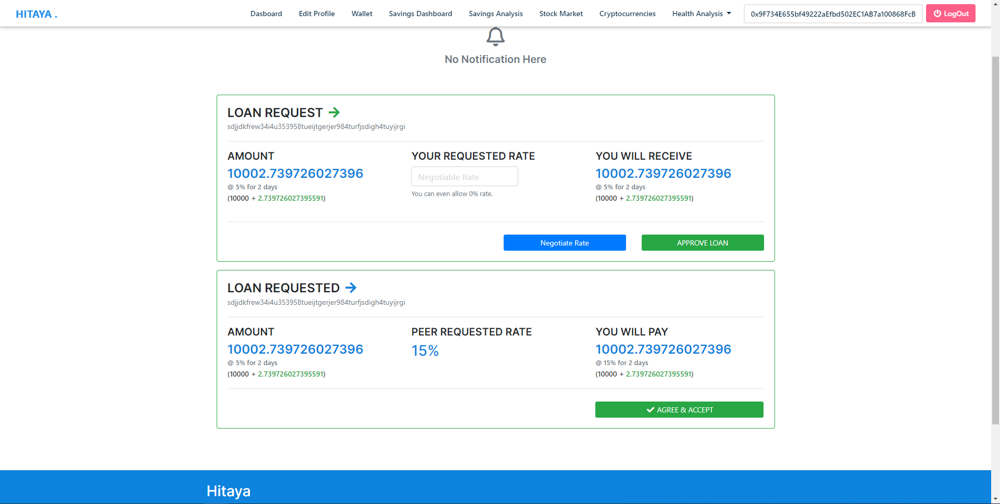 HITAYA .
Dasboard
Edit Profile
Wallet
Savings Dashboard
Savings Analysis
Stock Market
Cryptocurrencies
Health Analysis
0x9F734E655bf49222aEfbd502EC1AB7a100868FcB
LogOut
No Notification Here
LOAN REQUEST
sdjjdkfrew34i4u353958tueijtgerjer984turfjsdigh4tuyijrgi
AMOUNT
10002.739726027396
@ 5% for 2 days
(10000 + 2.739726027395591)
YOUR REQUESTED RATE
Negotiable Rate
You can even allow 0% rate.
YOU WILL RECEIVE
10002.739726027396
@ 5% for 2 days
(10000 + 2.739726027395591)
Negotiate Rate
APPROVE LOAN
LOAN REQUESTED
sdjjdkfrew34i4u353958tueijtgerjer984turfjsdigh4tuyijrgi
AMOUNT
10002.739726027396
@ 5% for 2 days
(10000 + 2.739726027395591)
PEER REQUESTED RATE
15%
YOU WILL PAY
10002.739726027396
@ 15% for 2 days
(10000 + 2.739726027395591)
AGREE & ACCEPT
Hitaya